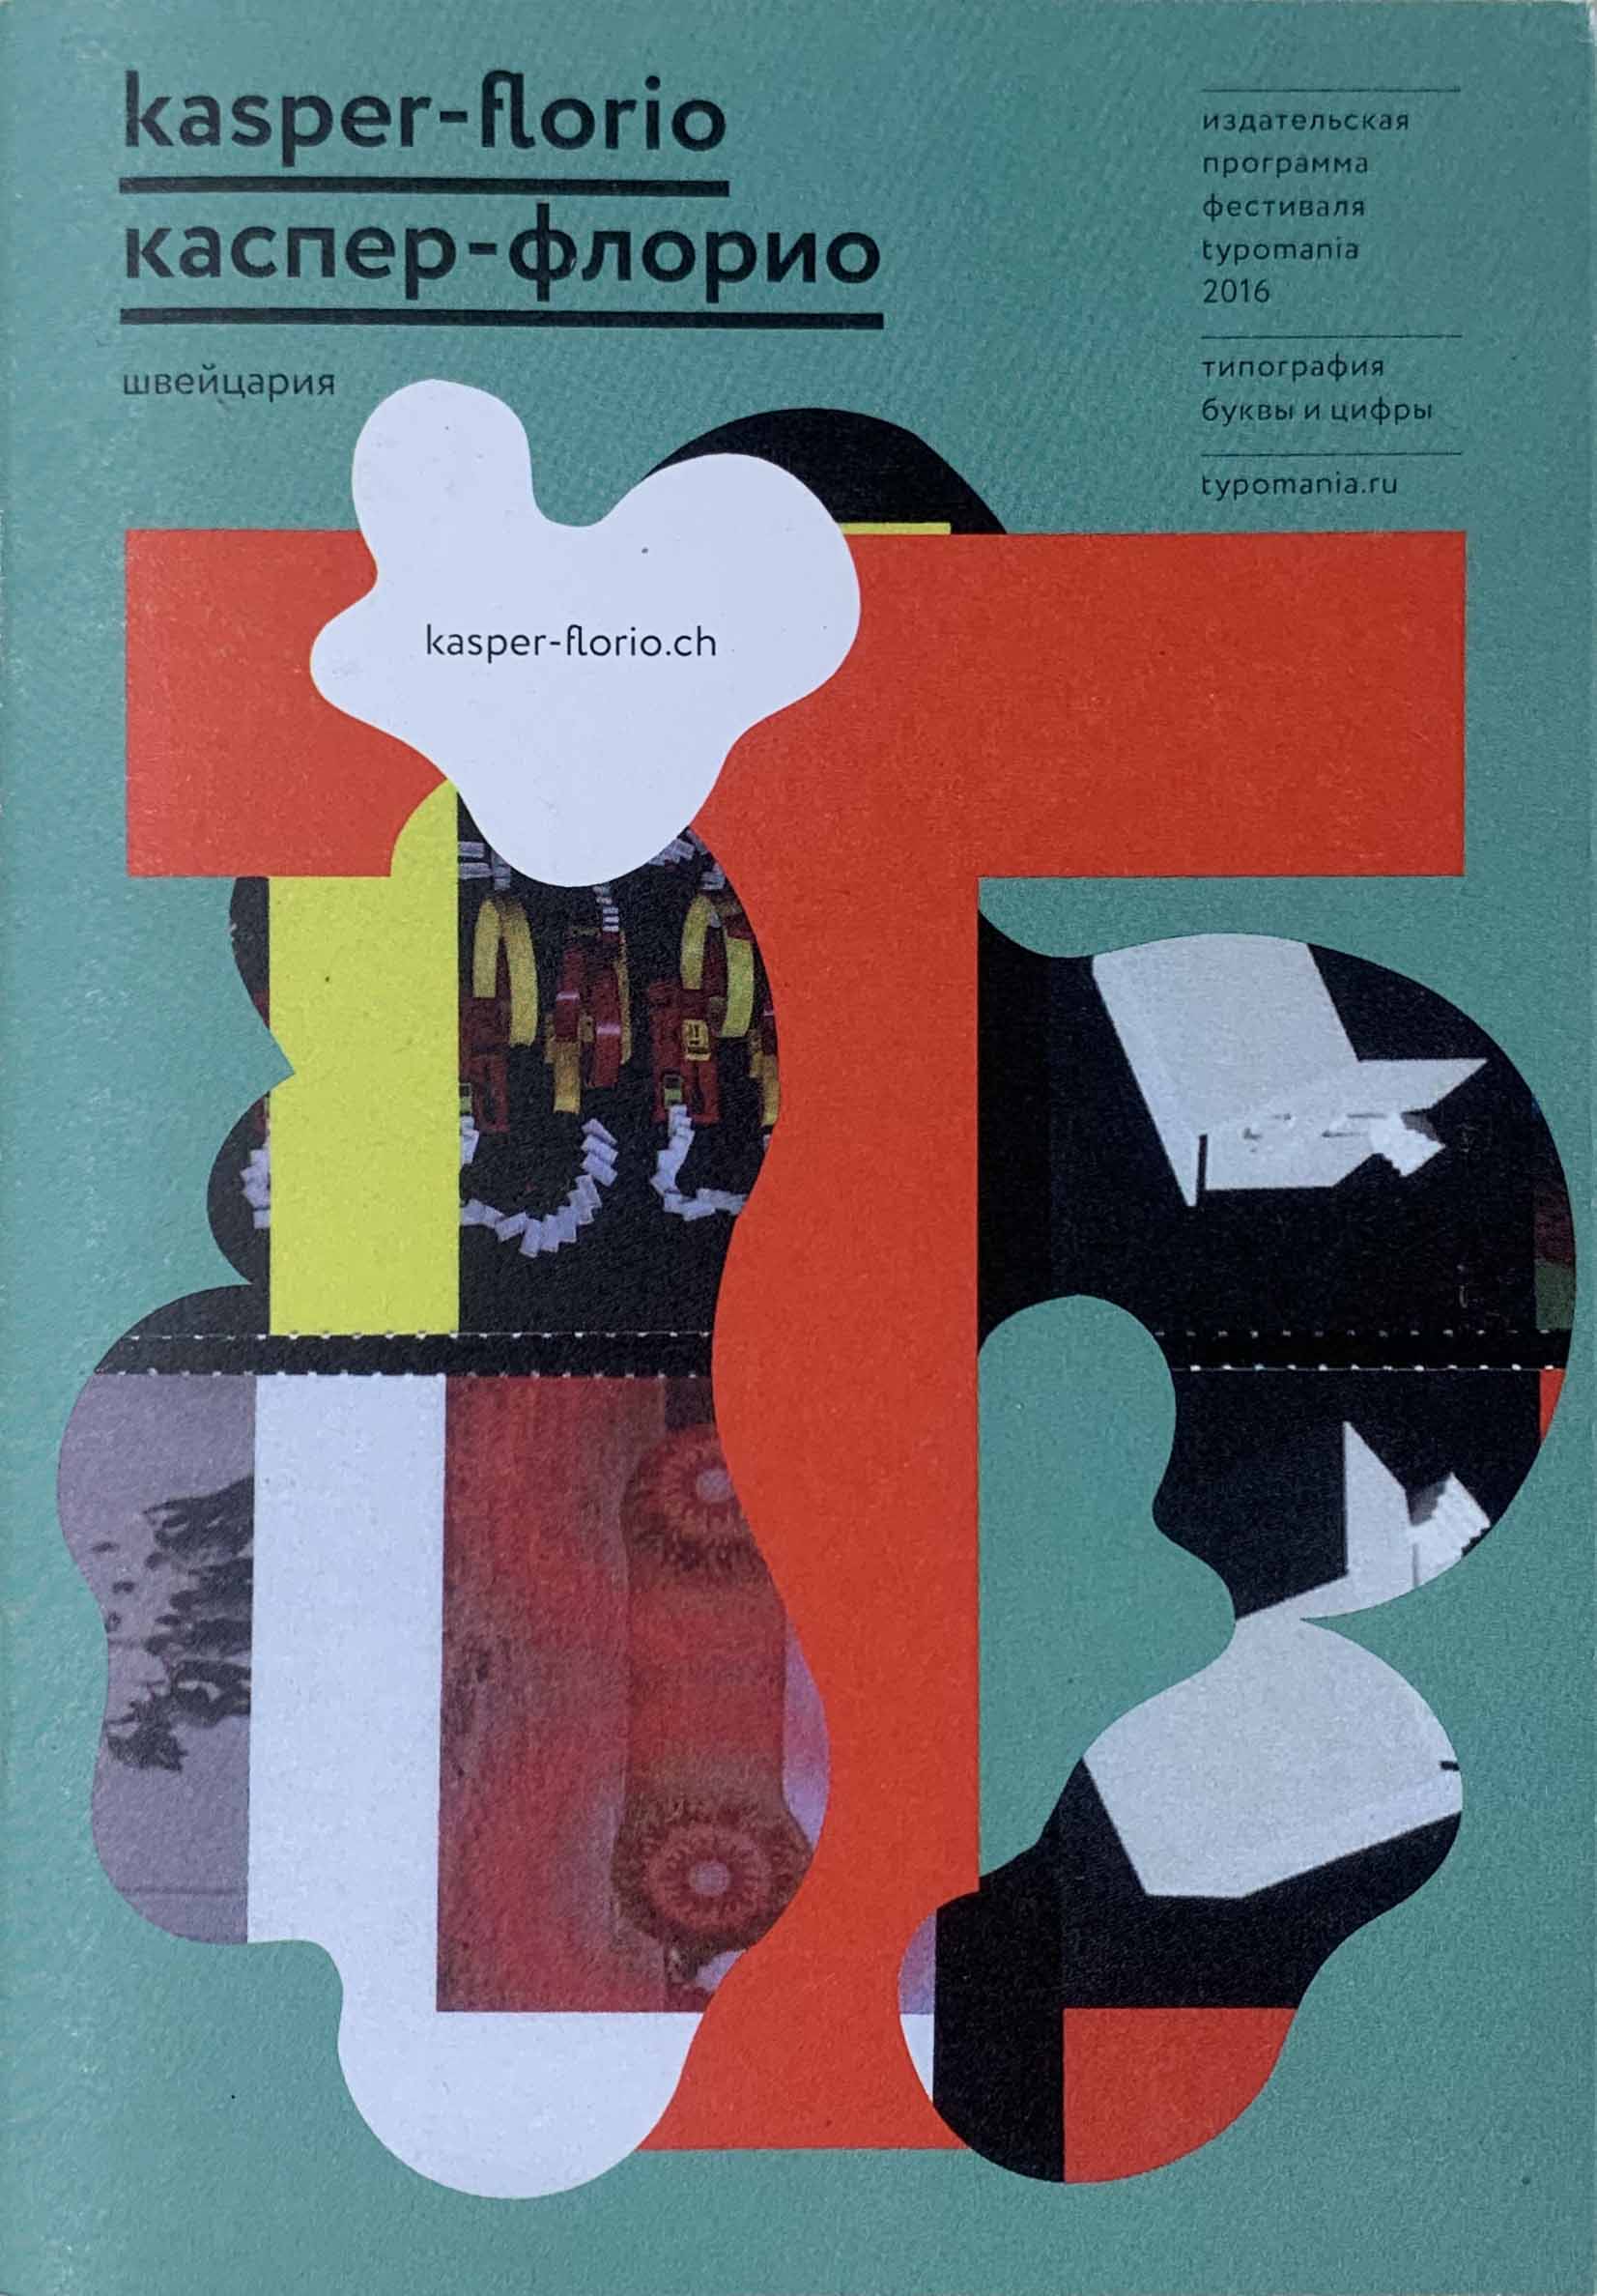 kasper-florio
каспер-флорио
швейцария
издательская
программа
фестиваля
typomania
2016
типография
буквы и цифры
typomania.ru
kasper-florio.ch